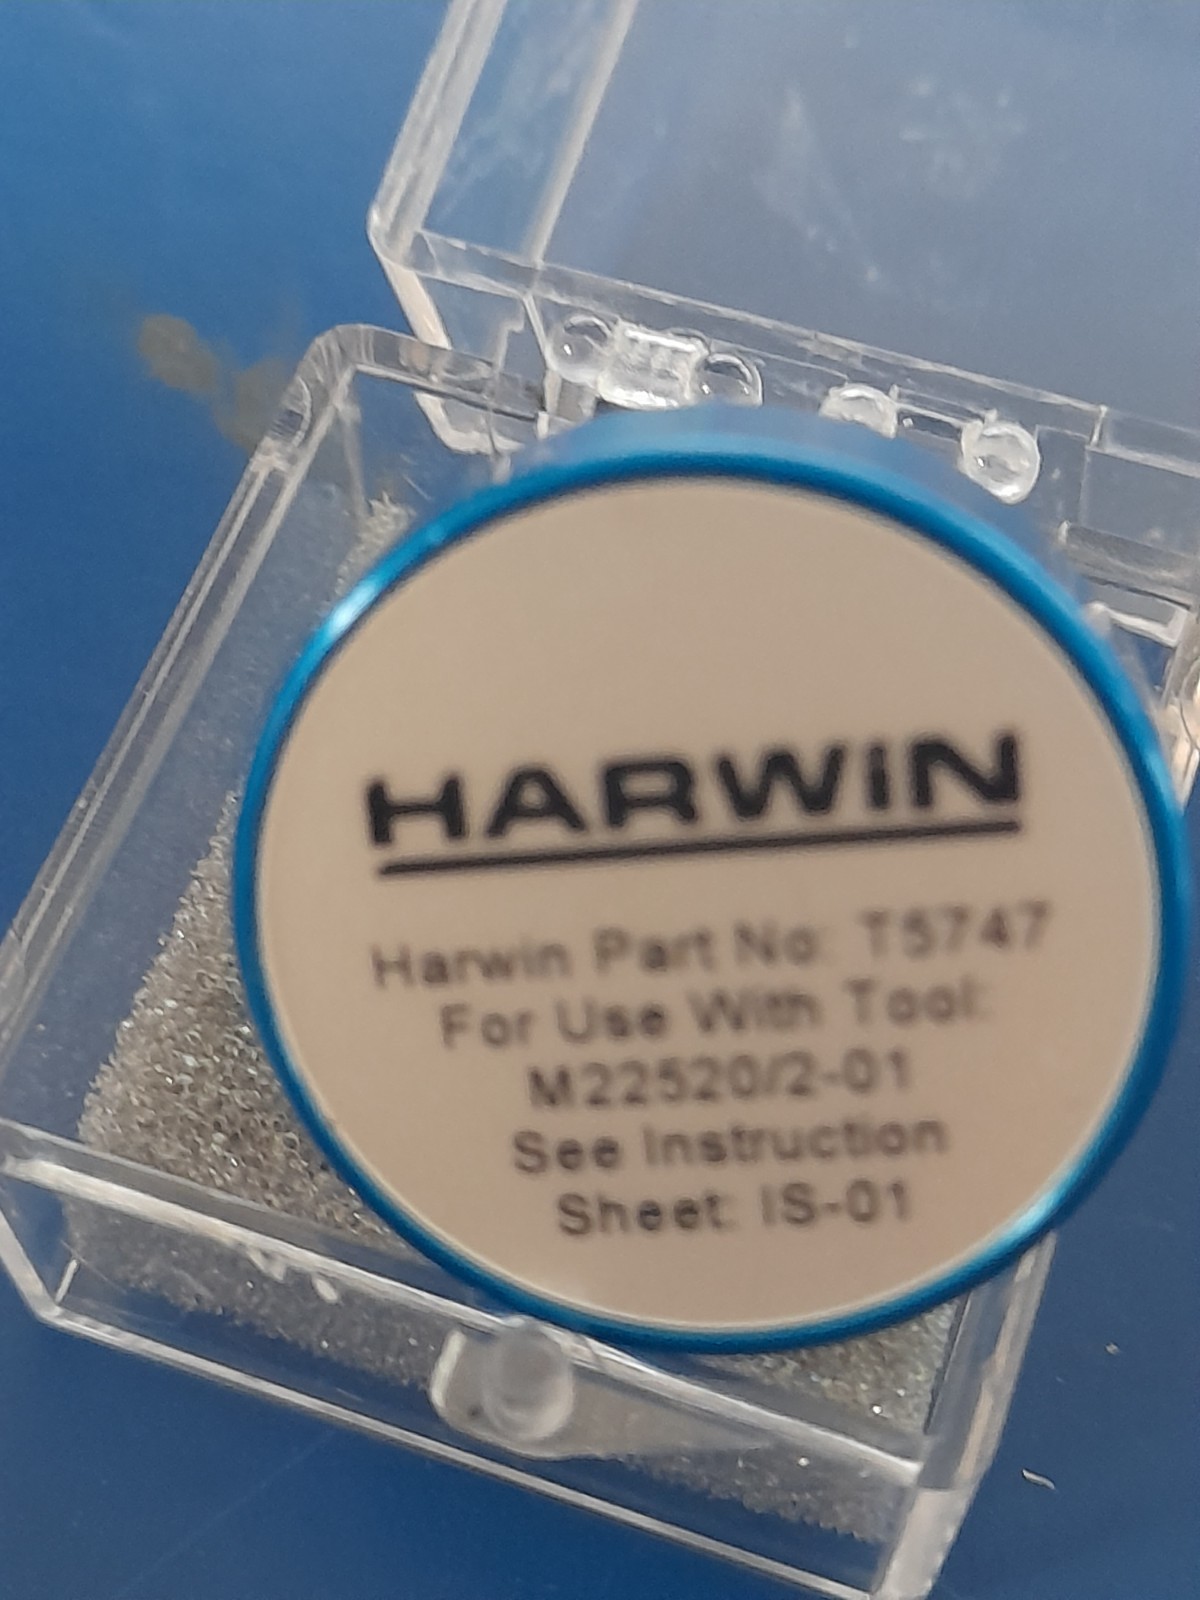 HARWIN
Harwin Part No: T5747
For Use With Tool:
M22520/2-01
See Instruction
Sheet: IS-01